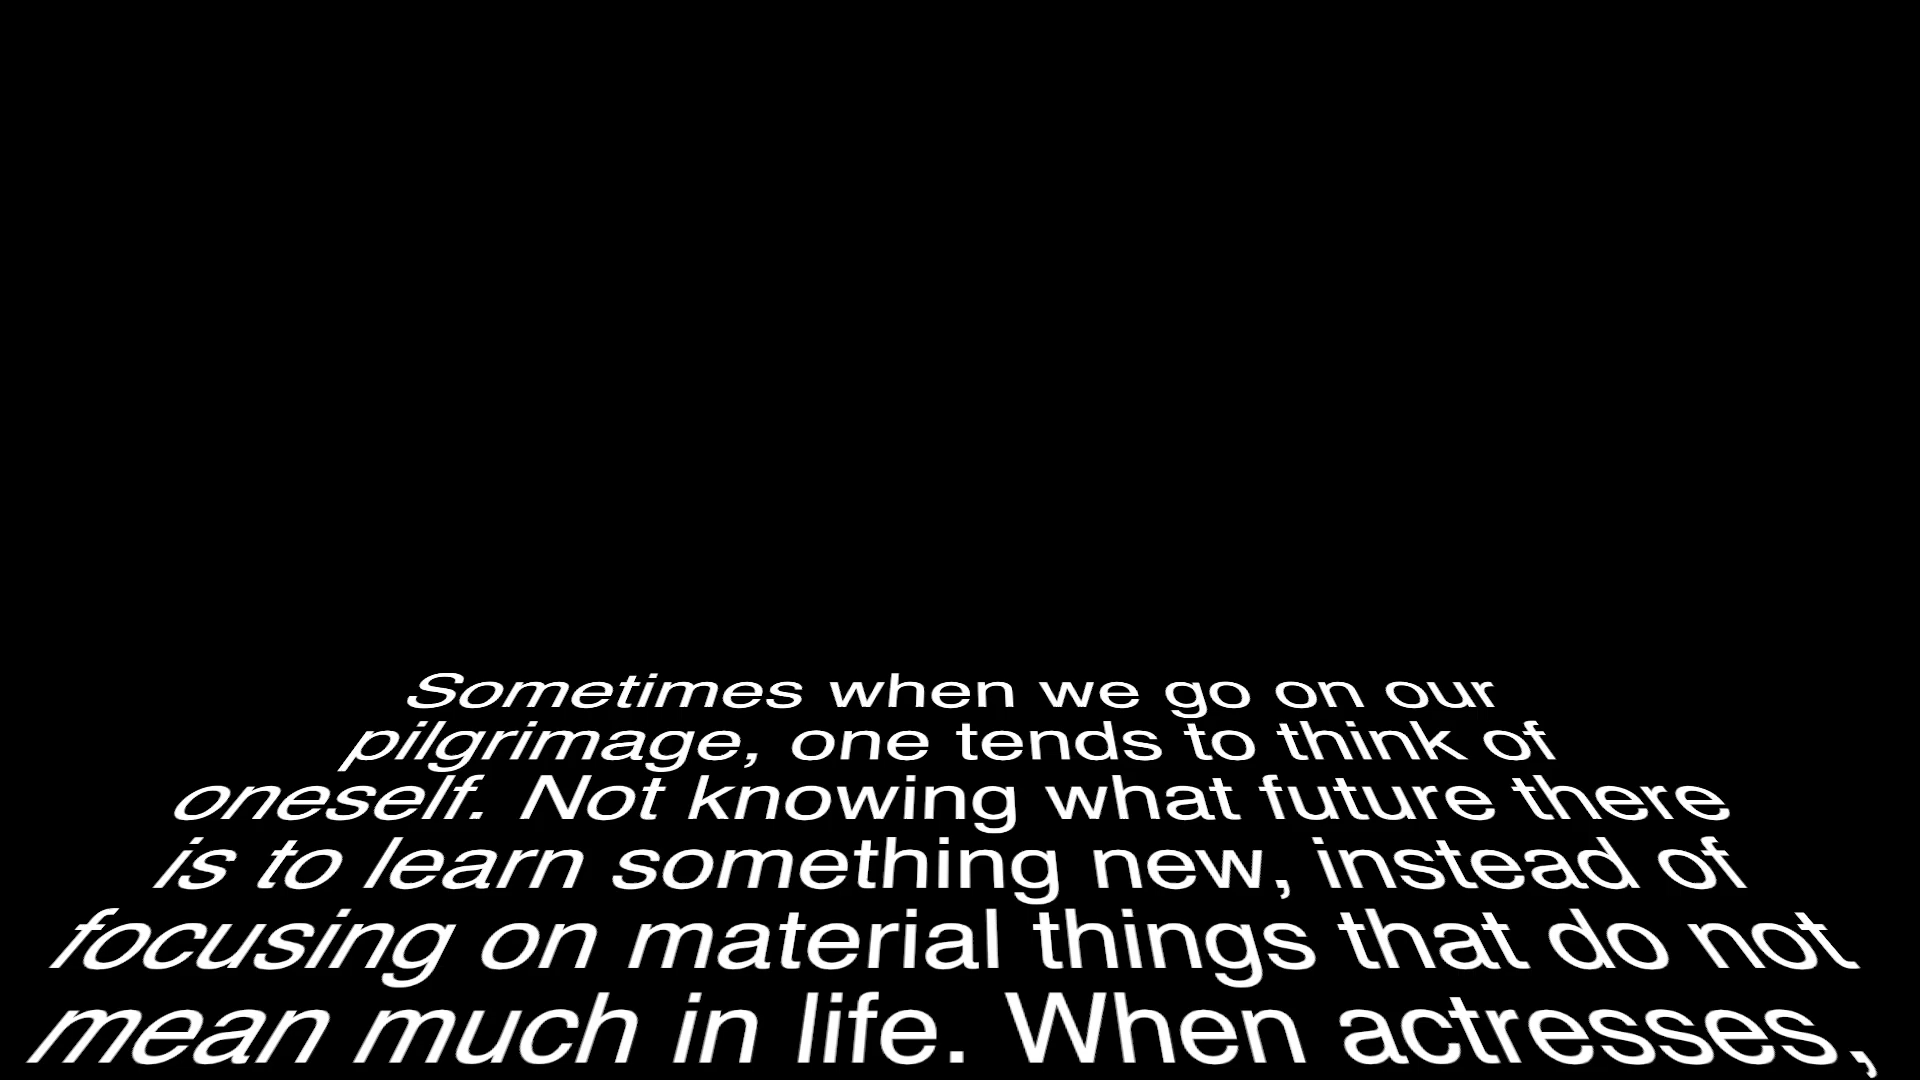 Sometimes when we go on our
pilgrimage, one tends to think of
oneself. Not knowing what future there
is to learn something new, instead of
focusing on material things that do not
mean much in life. When actresses,